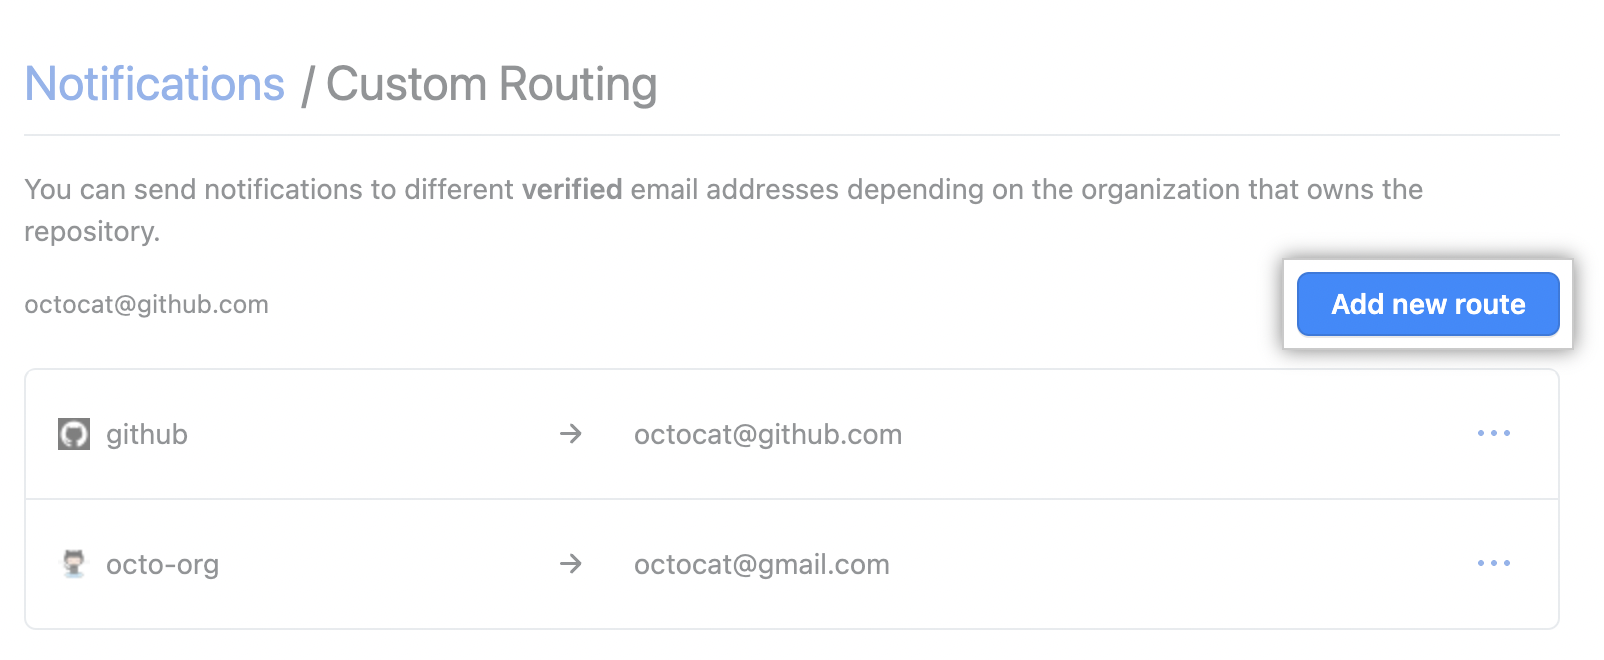 Notifications / Custom Routing
You can send notifications to different verified email addresses depending on the organization that owns the
repository.
octocat@github.com
Add new route
github → octocat@github.com ...
octo-org → octocat@gmail.com ...